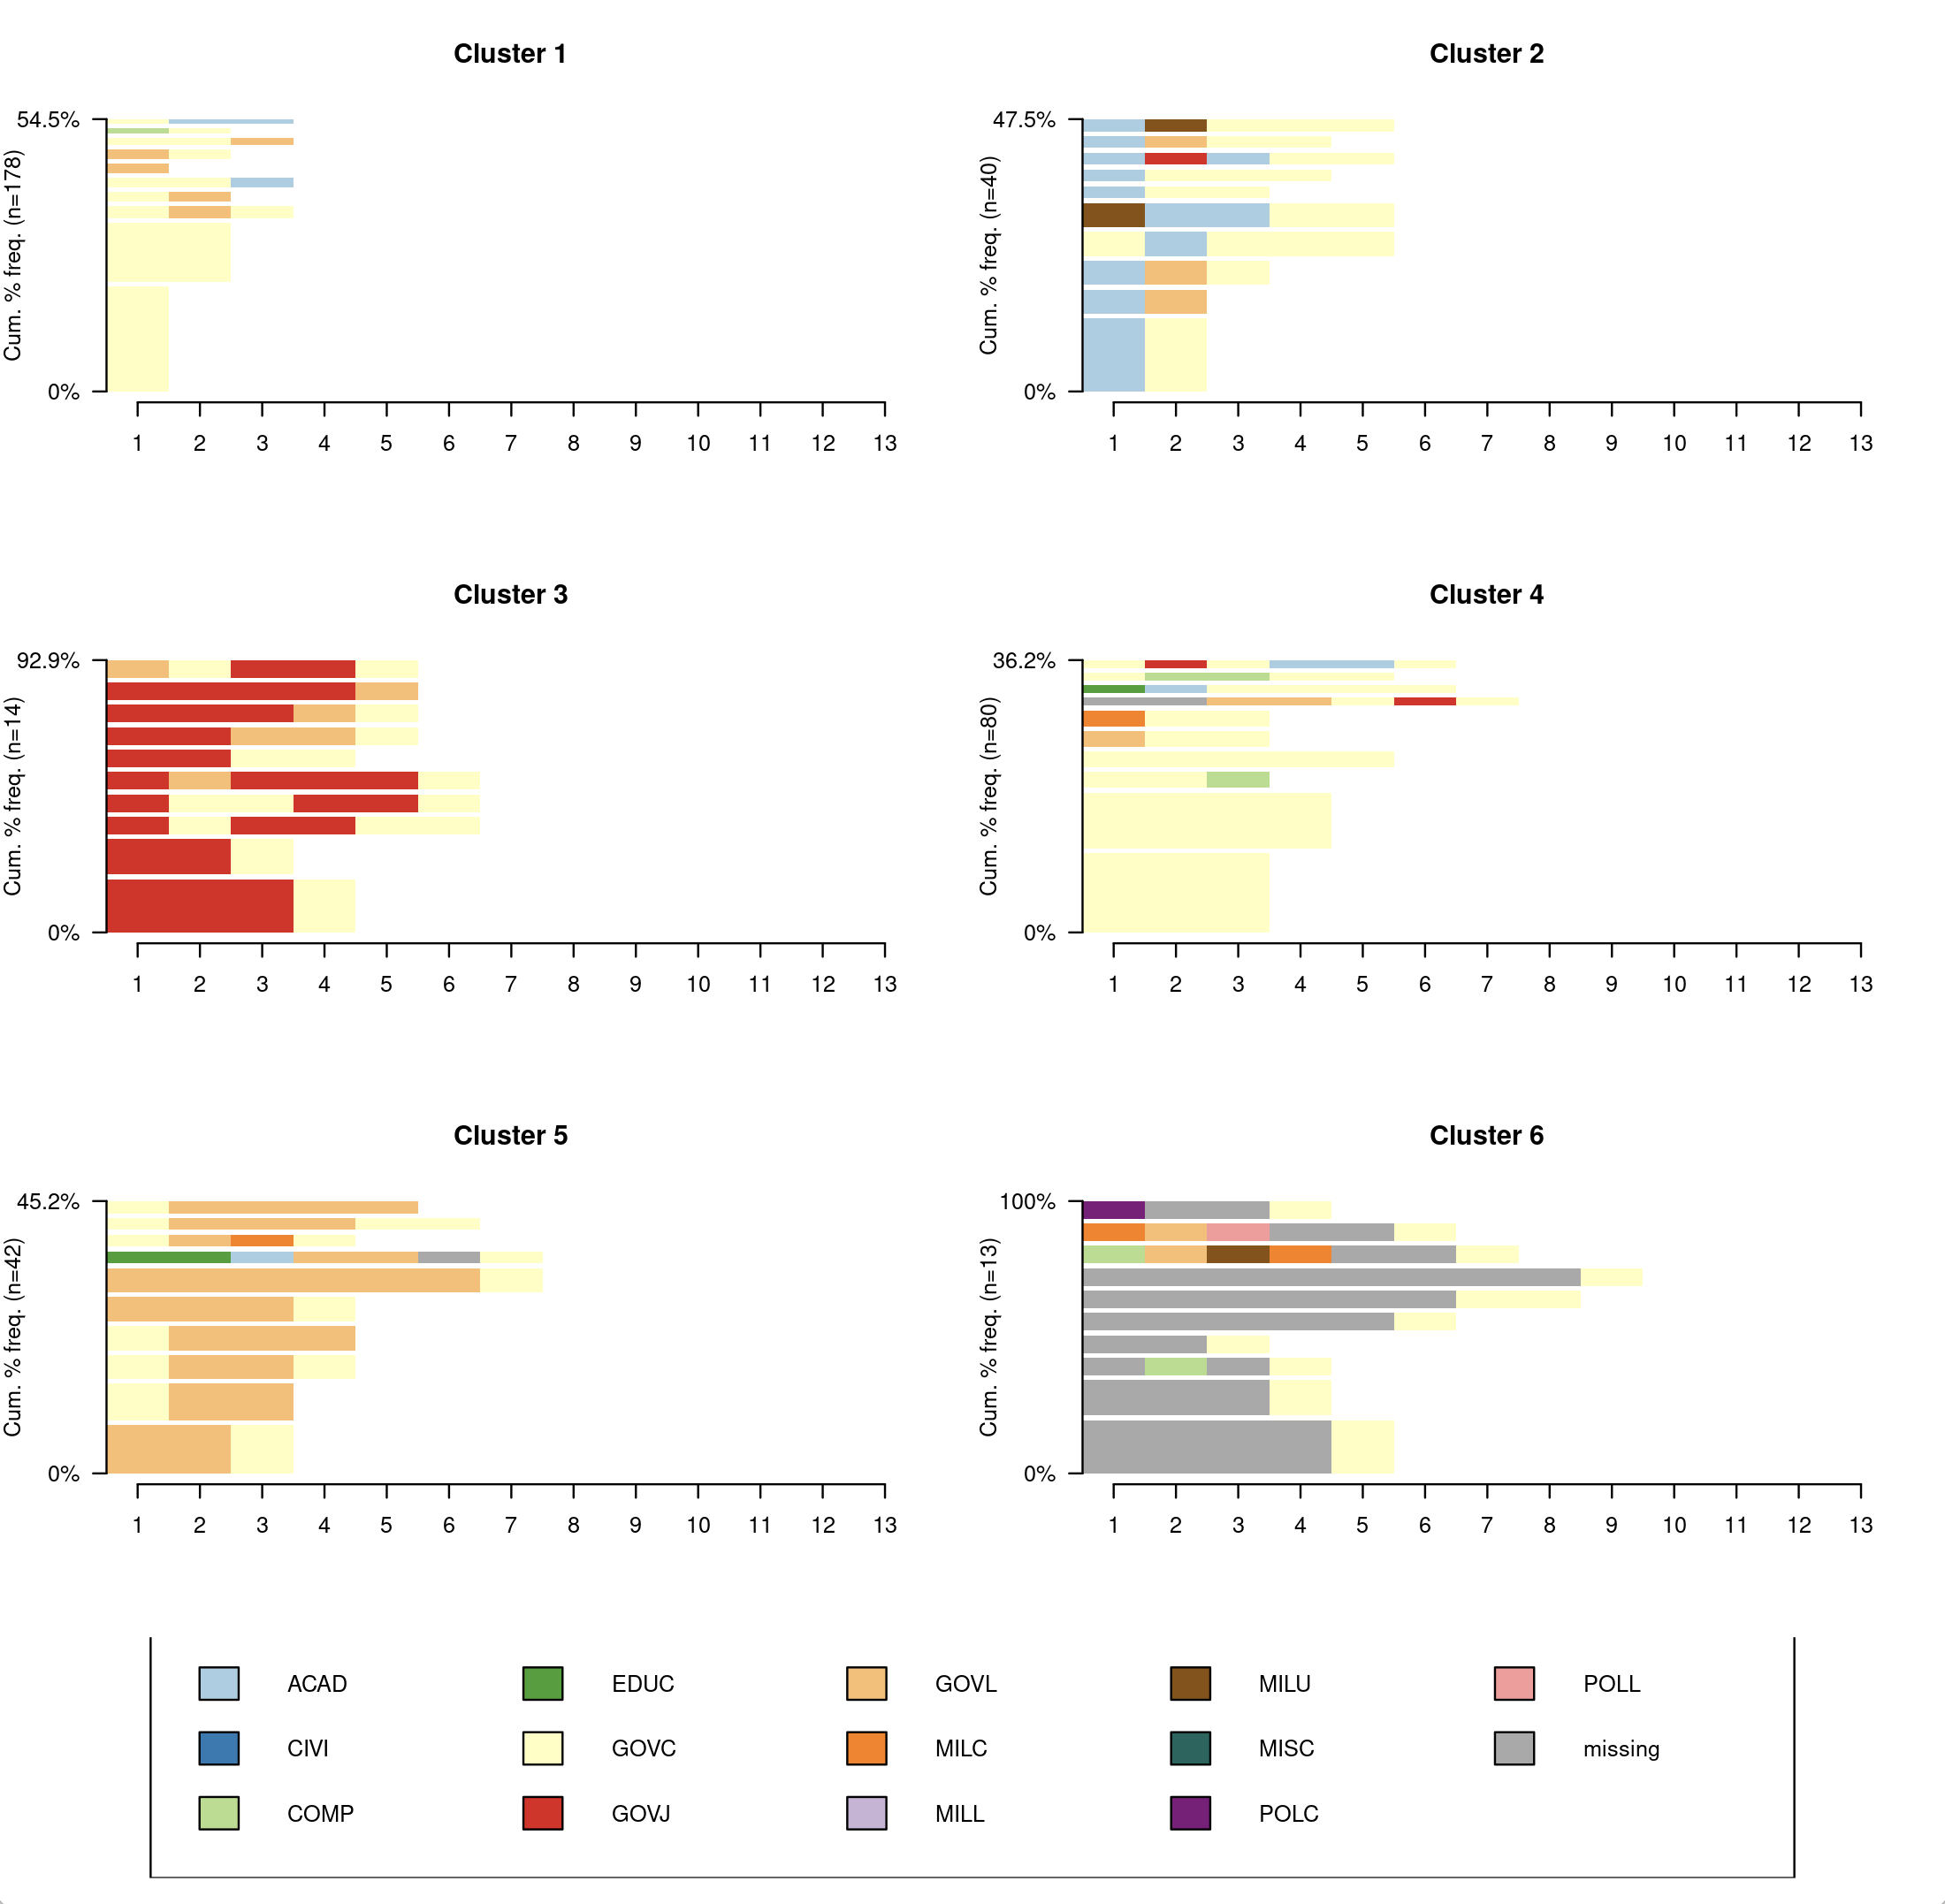 Cluster 1
54.5%
Cum. % freq. (n=178)
0%
1 2 3 4 5 6 7 8 9 10 11 12 13
Cluster 2
47.5%
Cum. % freq. (n=40)
0%
1 2 3 4 5 6 7 8 9 10 11 12 13
Cluster 3
92.9%
Cum. % freq. (n=14)
0%
1 2 3 4 5 6 7 8 9 10 11 12 13
Cluster 4
36.2%
Cum. % freq. (n=80)
0%
1 2 3 4 5 6 7 8 9 10 11 12 13
Cluster 5
45.2%
Cum. % freq. (n=42)
0%
1 2 3 4 5 6 7 8 9 10 11 12 13
Cluster 6
100%
Cum. % freq. (n=13)
0%
1 2 3 4 5 6 7 8 9 10 11 12 13
ACAD EDUC GOVL MILU POLL
CIVI GOVC MILC MISC missing
COMP GOVJ MILL POLC